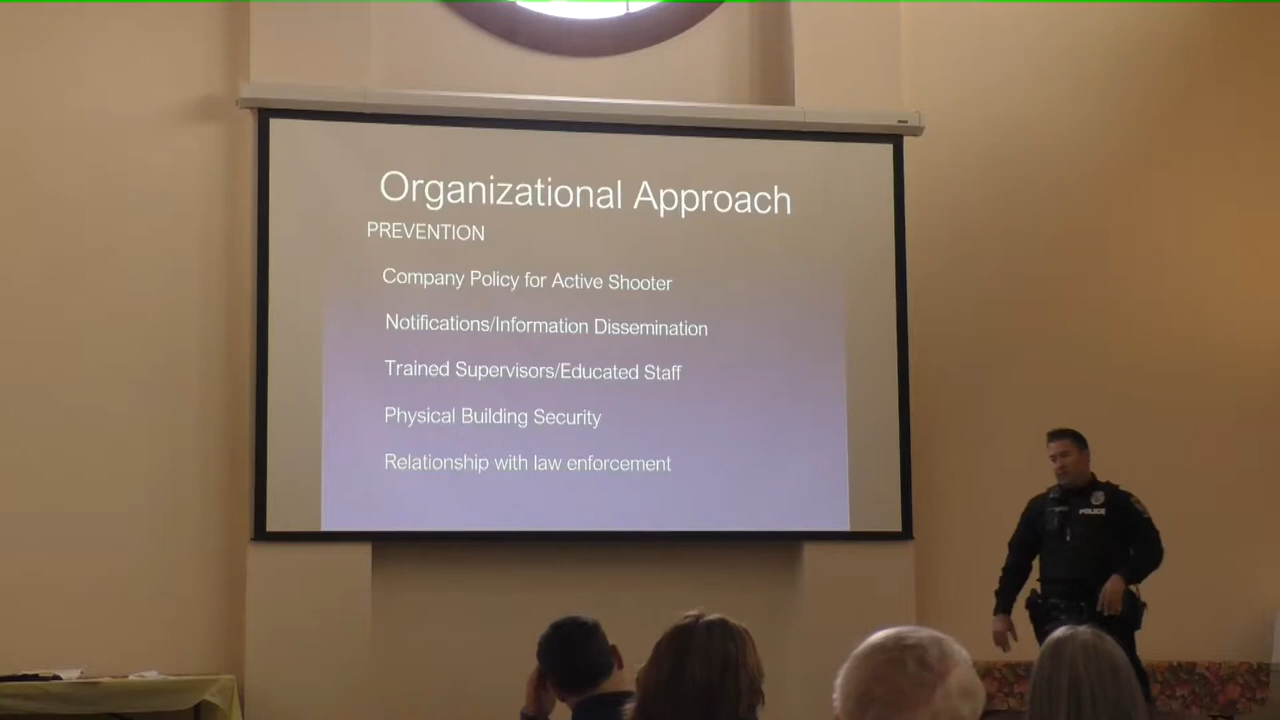 Organizational Approach
PREVENTION
Company Policy for Active Shooter
Notifications/Information Dissemination
Trained Supervisors/Educated Staff
Physical Building Security
Relationship with law enforcement
POLICE